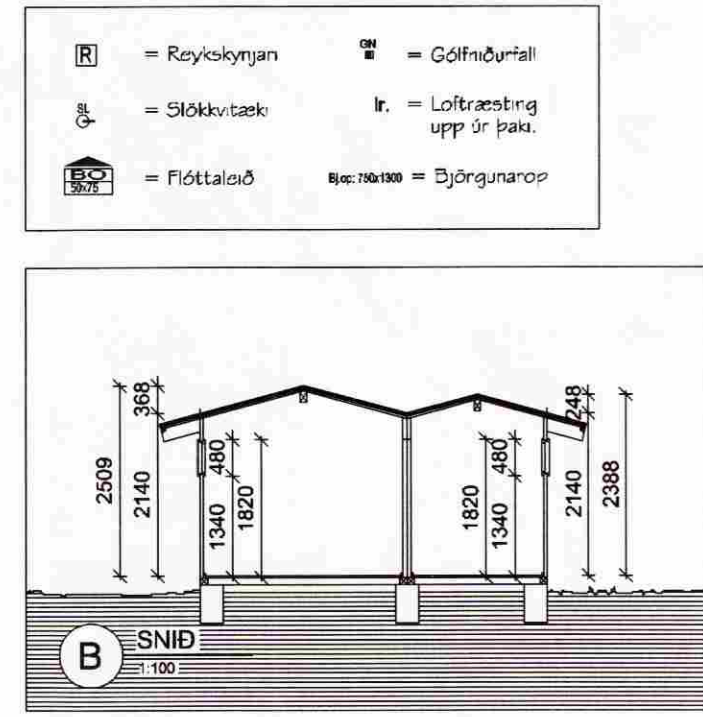 R = Reykskynjari
GN = Gólfniðurfall
SL = Slökkvitæki
lr. = Loftræsting
upp úr þaki.
BO
50x75 = Flóttaleið
Bj.op: 750x1300 = Björgunarop
368
2509
2140
480
1340
1820
1820
480
1340
248
2140
2388
B SNIÐ
1:100